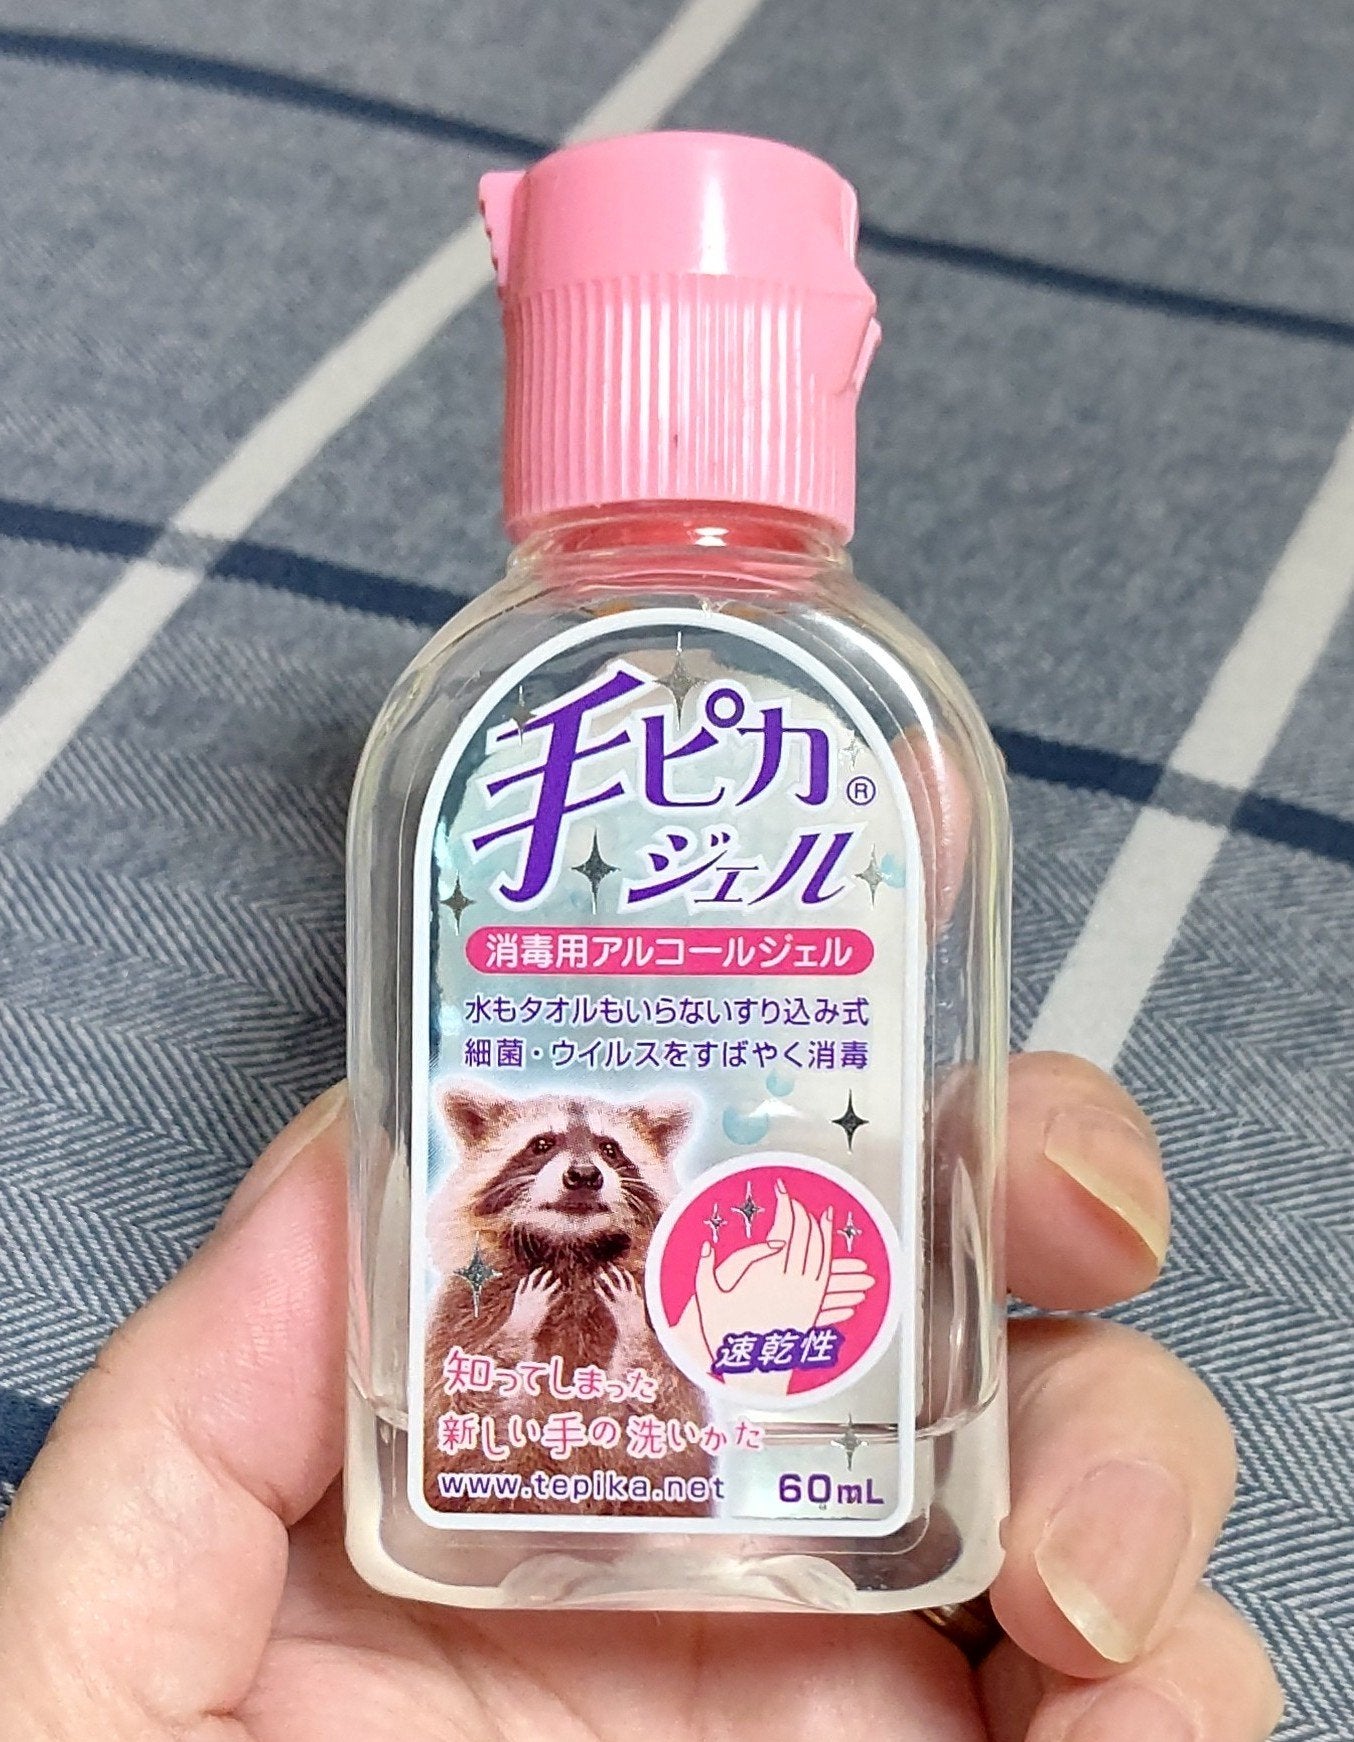 手ピカ®
ジェル
消毒用アルコールジェル
水もタオルもいらないすり込み式
細菌・ウイルスをすばやく消毒
速乾性
知ってしまった
新しい手の洗いかた
www.tepika.net
60mL